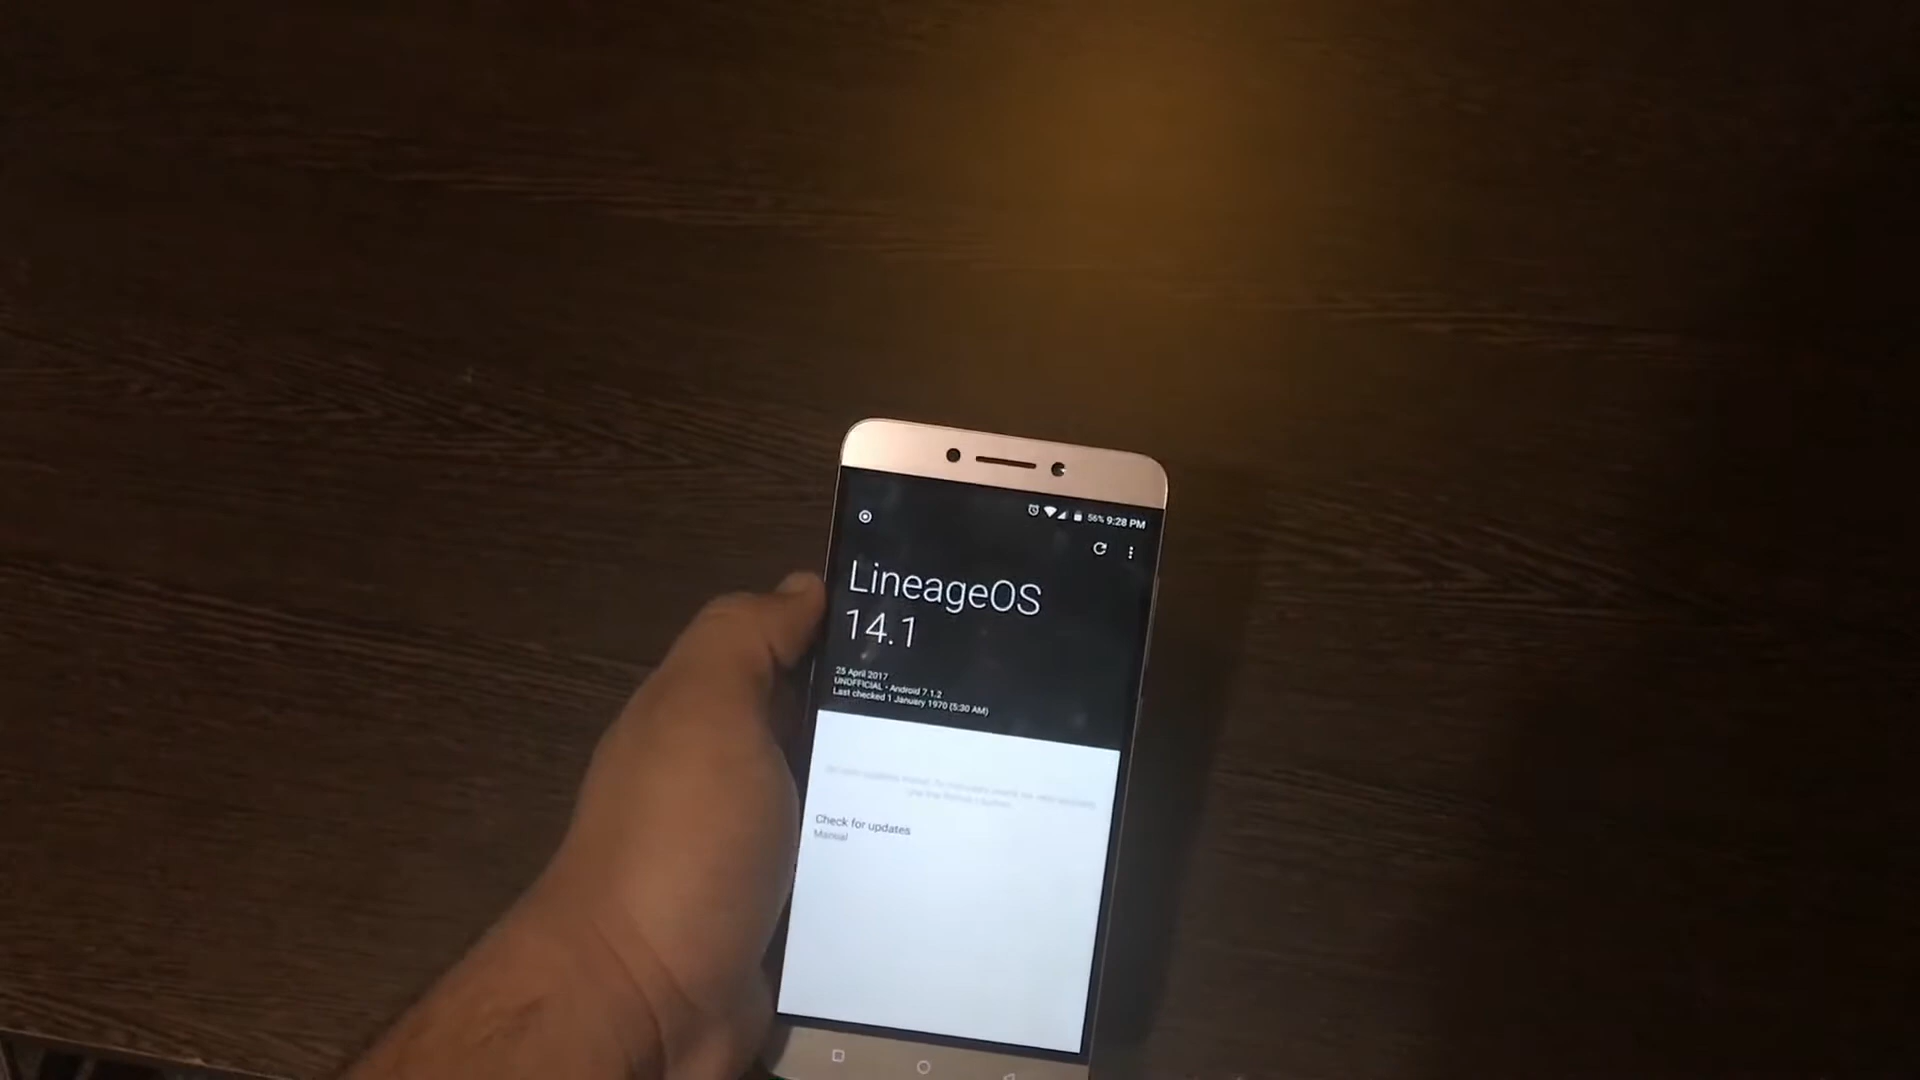 56% 9:28 PM
LineageOS
14.1
25 April 2017
UNOFFICIAL - Android 7.1.2
Last checked 1 January 1970 (5:30 AM)
Check for updates
Manual